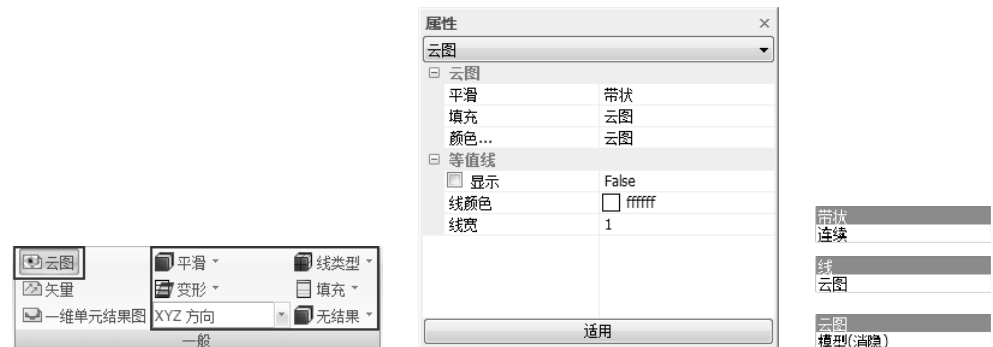 云图 平滑 线类型
矢量 变形 填充
一维单元结果图 XYZ 方向 无结果
一般
属性 ×
云图
云图
平滑 带状
填充 云图
颜色... 云图
等值线
显示 False
线颜色 ffffff
线宽 1
适用
带状
连续
线
云图
云图
模型(消隐)